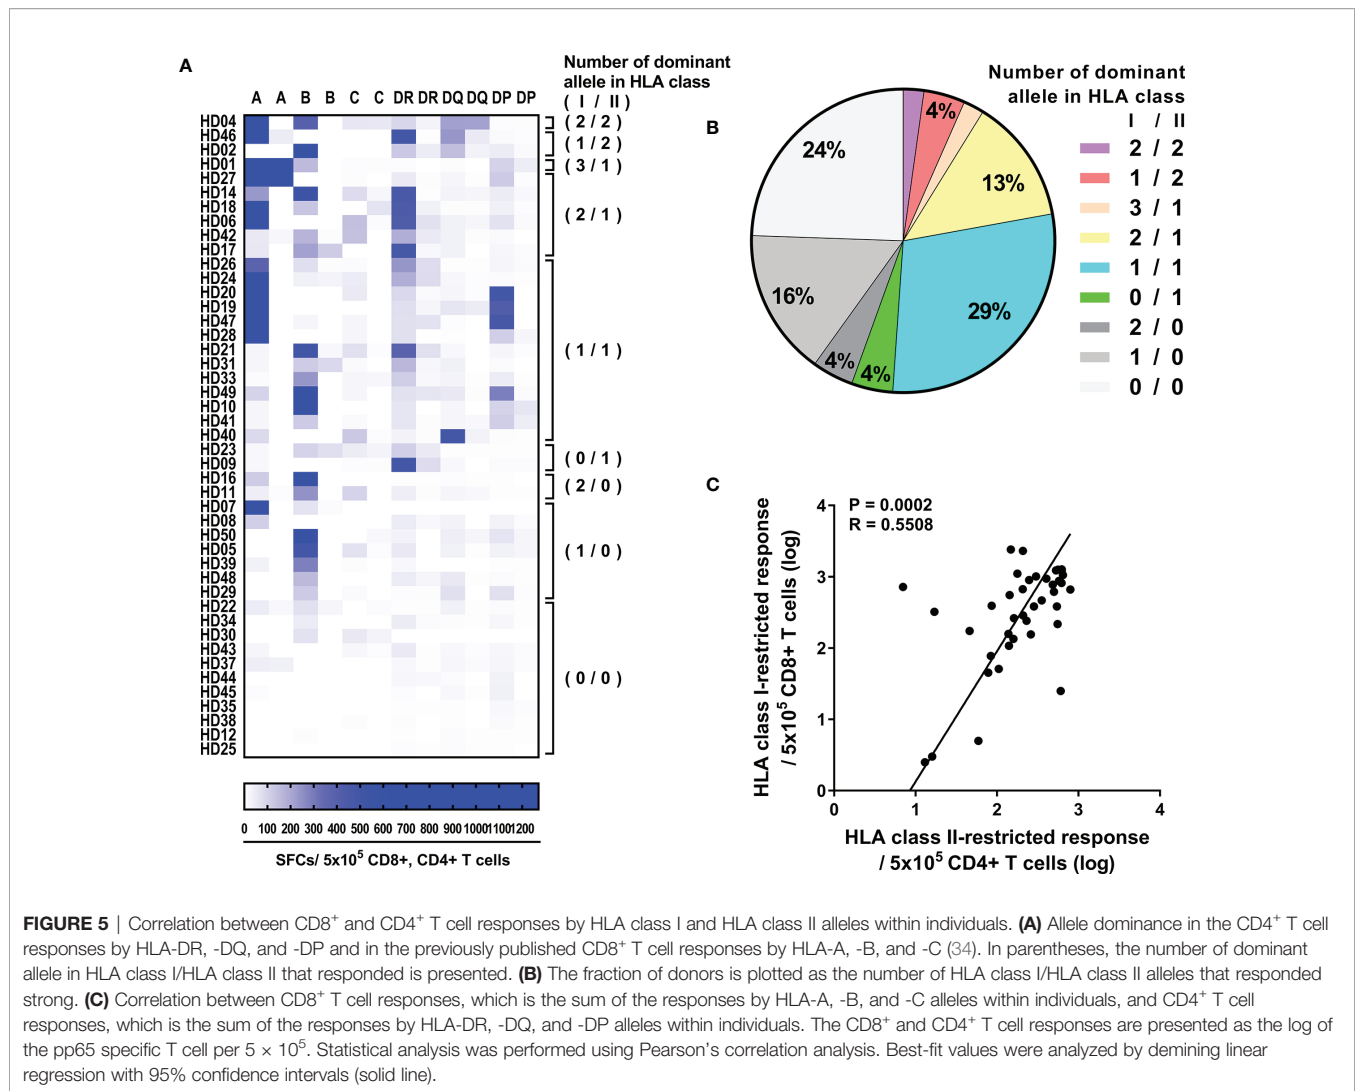 A
Number of dominant
allele in HLA class
( I / II )
A A B B C C DR DR DQ DQ DP DP
HD04
HD46
HD02
HD01
HD27
HD14
HD18
HD06
HD42
HD17
HD26
HD24
HD20
HD19
HD47
HD28
HD21
HD31
HD33
HD49
HD10
HD41
HD40
HD23
HD09
HD16
HD11
HD07
HD08
HD50
HD05
HD39
HD48
HD29
HD22
HD34
HD30
HD43
HD37
HD44
HD45
HD35
HD38
HD12
HD25
( 2 / 2 )
( 1 / 2 )
( 3 / 1 )
( 2 / 1 )
( 1 / 1 )
( 0 / 1 )
( 2 / 0 )
( 1 / 0 )
( 0 / 0 )
0 100 200 300 400 500 600 700 800 900 1000 1100 1200
SFCs/ 5x10⁵ CD8+, CD4+ T cells
B
4%
13%
29%
4%
4%
16%
24%
Number of dominant
allele in HLA class
I / II
2 / 2
1 / 2
3 / 1
2 / 1
1 / 1
0 / 1
2 / 0
1 / 0
0 / 0
C
P = 0.0002
R = 0.5508
HLA class I-restricted response
/ 5x10⁵ CD8+ T cells (log)
4
3
2
1
0
0 1 2 3 4
HLA class II-restricted response
/ 5x10⁵ CD4+ T cells (log)
FIGURE 5 | Correlation between CD8⁺ and CD4⁺ T cell responses by HLA class I and HLA class II alleles within individuals. (A) Allele dominance in the CD4⁺ T cell
responses by HLA-DR, -DQ, and -DP and in the previously published CD8⁺ T cell responses by HLA-A, -B, and -C (34). In parentheses, the number of dominant
allele in HLA class I/HLA class II that responded is presented. (B) The fraction of donors is plotted as the number of HLA class I/HLA class II alleles that responded
strong. (C) Correlation between CD8⁺ T cell responses, which is the sum of the responses by HLA-A, -B, and -C alleles within individuals, and CD4⁺ T cell
responses, which is the sum of the responses by HLA-DR, -DQ, and -DP alleles within individuals. The CD8⁺ and CD4⁺ T cell responses are presented as the log of
the pp65 specific T cell per 5 × 10⁵. Statistical analysis was performed using Pearson's correlation analysis. Best-fit values were analyzed by demining linear
regression with 95% confidence intervals (solid line).